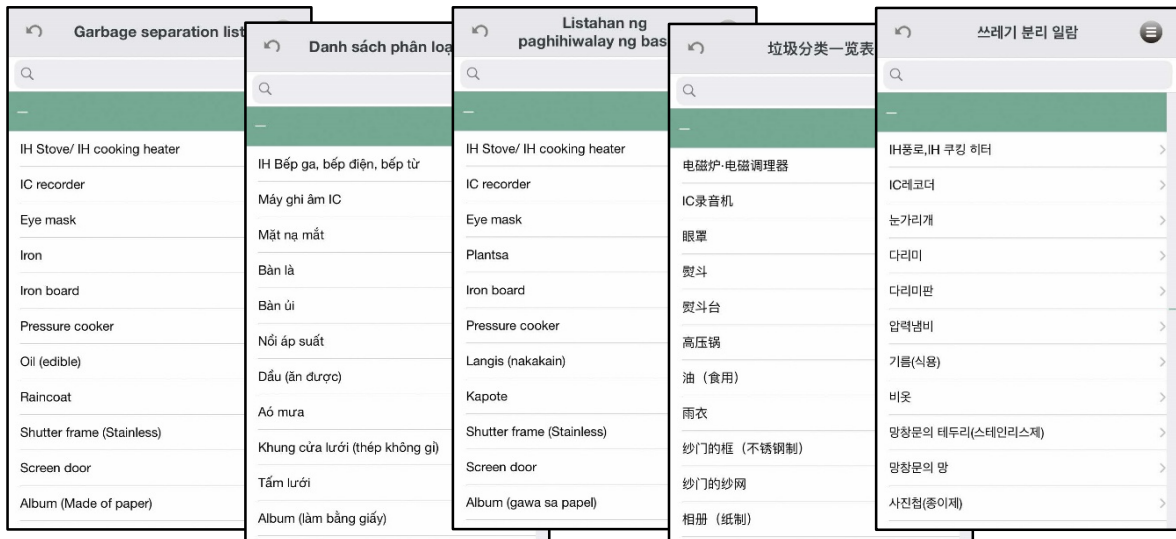 Garbage separation list
IH Stove/ IH cooking heater
IC recorder
Eye mask
Iron
Iron board
Pressure cooker
Oil (edible)
Raincoat
Shutter frame (Stainless)
Screen door
Album (Made of paper)
Danh sách phân loạ
IH Bếp ga, bếp điện, bếp từ
Máy ghi âm IC
Mặt nạ mắt
Bàn là
Bàn ủi
Nồi áp suất
Dầu (ăn được)
Aó mưa
Khung cửa lưới (thép không gỉ)
Tấm lưới
Album (làm bằng giấy)
Listahan ng
paghihiwalay ng bas
IH Stove/ IH cooking heater
IC recorder
Eye mask
Plantsa
Iron board
Pressure cooker
Langis (nakakain)
Kapote
Shutter frame (Stainless)
Screen door
Album (gawa sa papel)
垃圾分类一览表
电磁炉·电磁调理器
IC录音机
眼罩
熨斗
熨斗台
高压锅
油（食用）
雨衣
纱门的框（不锈钢制）
纱门的纱网
相册（纸制）
쓰레기 분리 일람
IH풍로,IH 쿠킹 히터
IC레코더
눈가리개
다리미
다리미판
압력냄비
기름(식용)
비옷
망창문의 테두리(스테인리스제)
망창문의 망
사진첩(종이제)